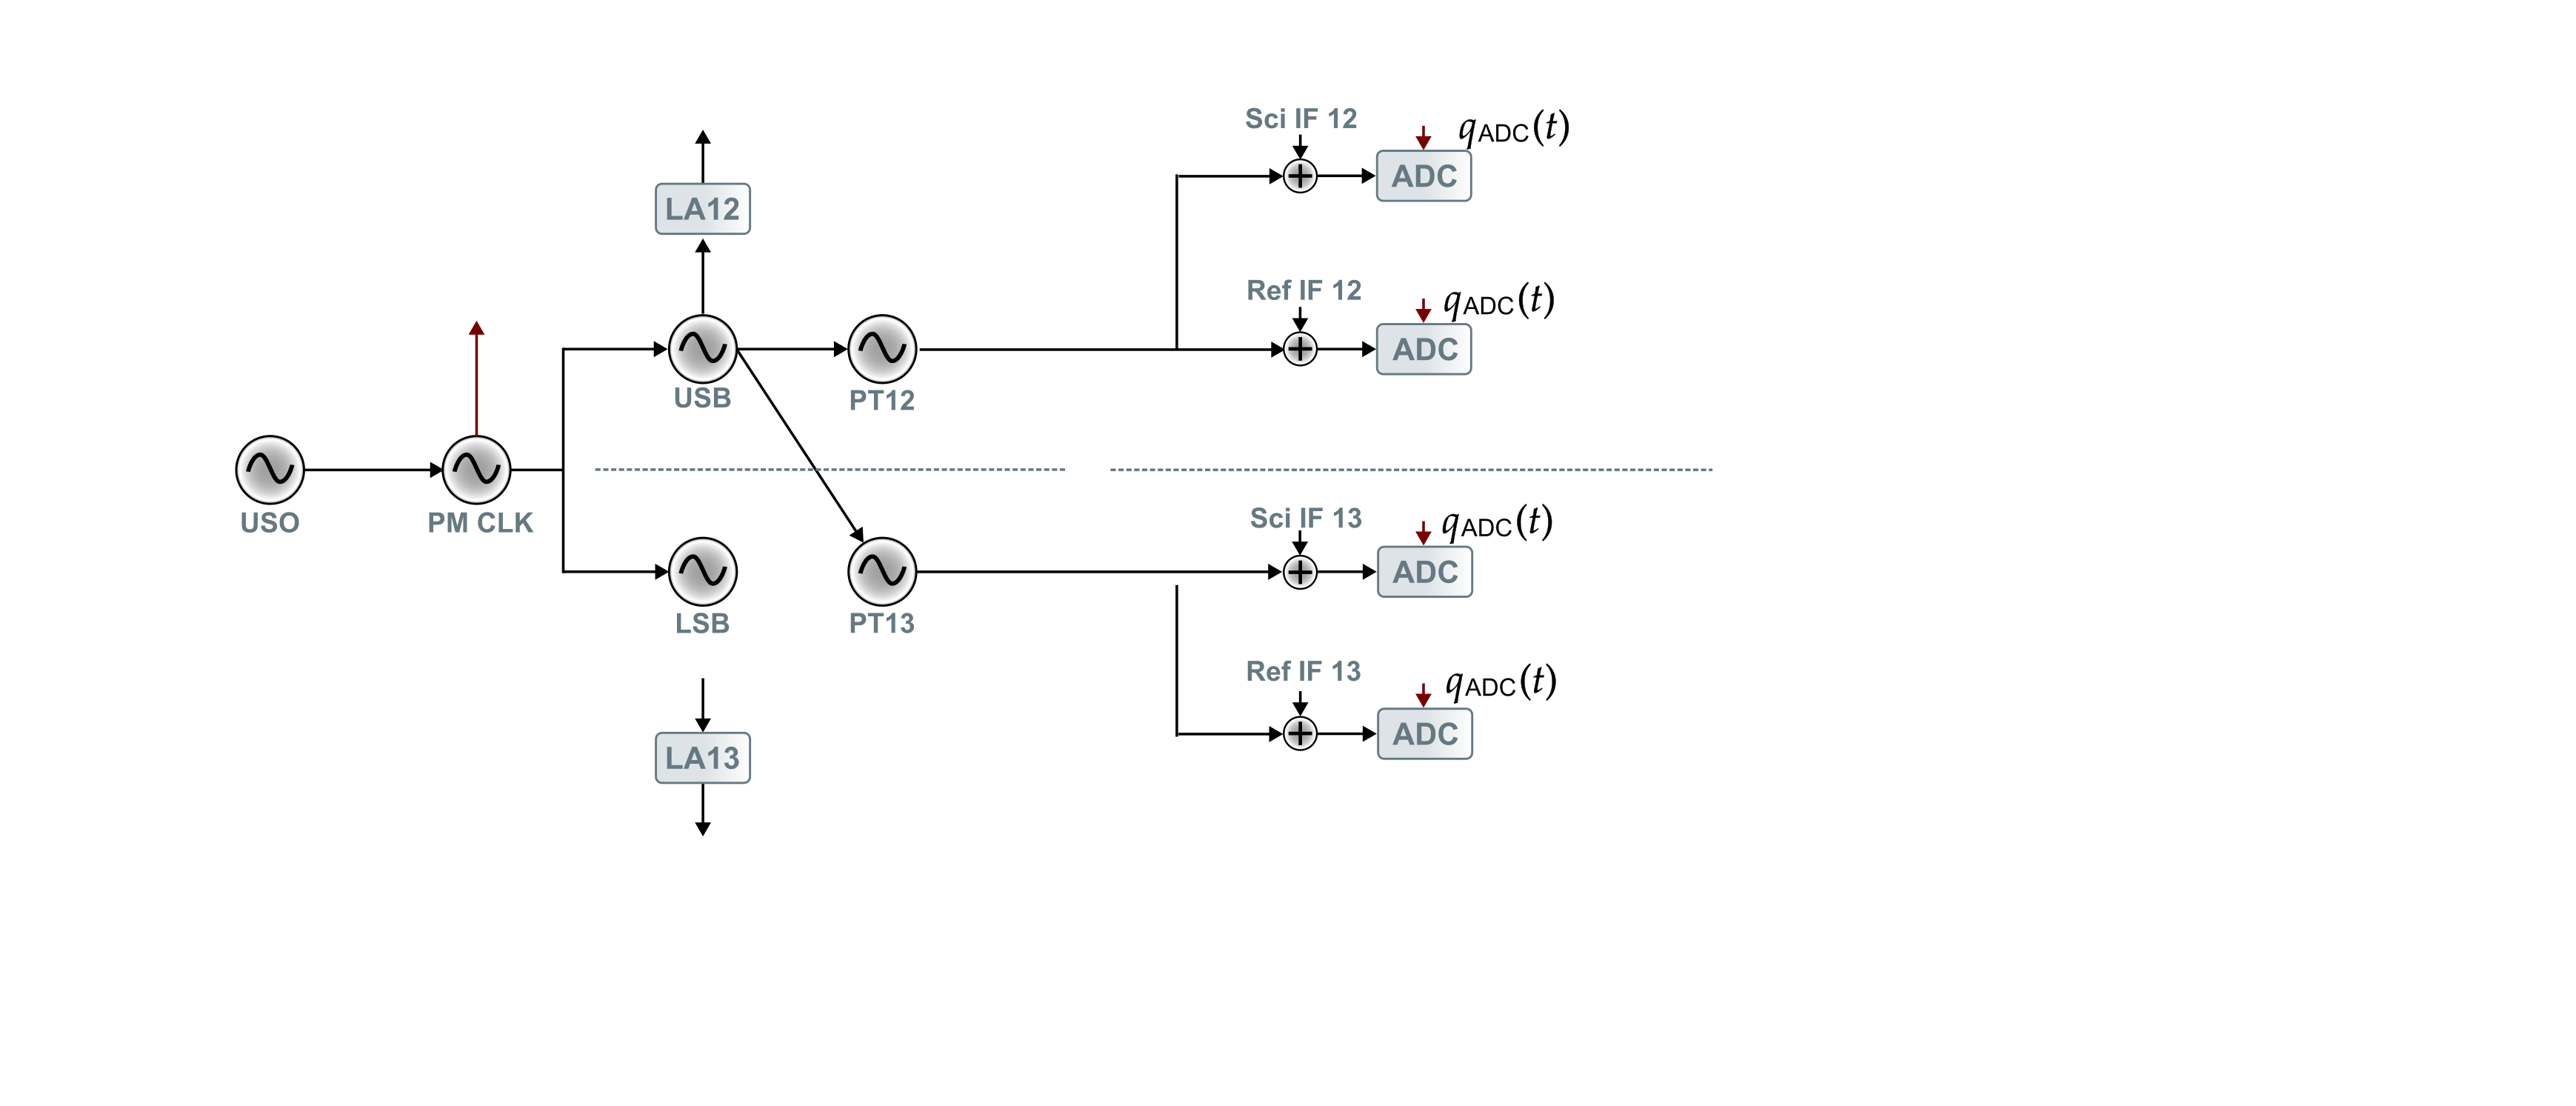 Sci IF 12
ADC
qADC(t)
LA12
Ref IF 12
ADC
qADC(t)
USB
PT12
USO
PM CLK
Sci IF 13
ADC
qADC(t)
LSB
PT13
Ref IF 13
ADC
qADC(t)
LA13